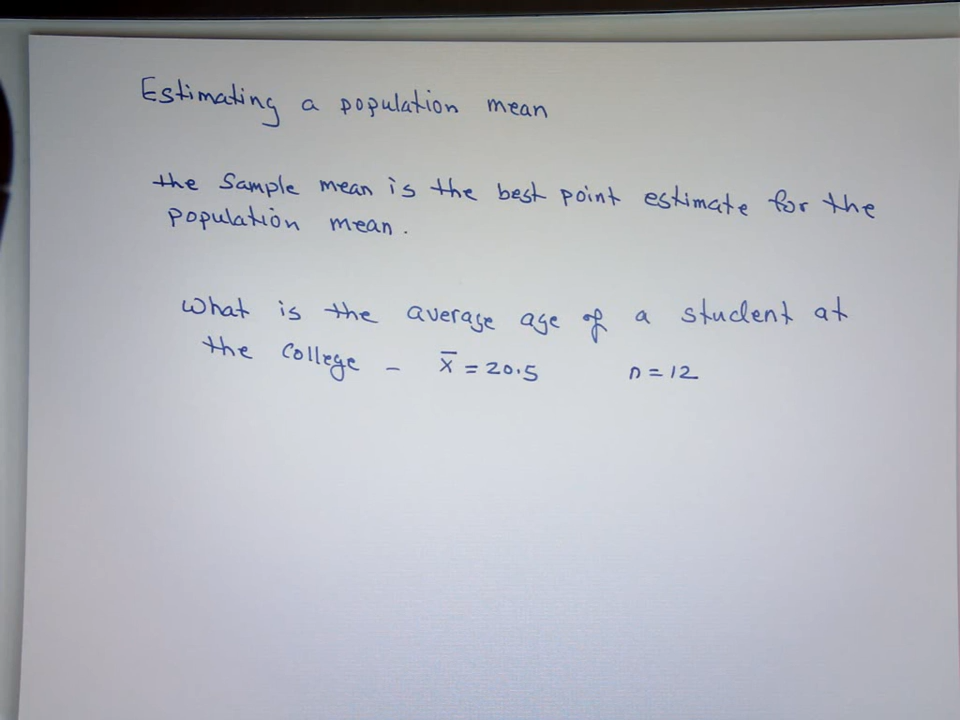 Estimating a population mean
the Sample mean is the best point estimate for the
population mean.
What is the average age of a student at
the college – x̄ = 20.5 n = 12